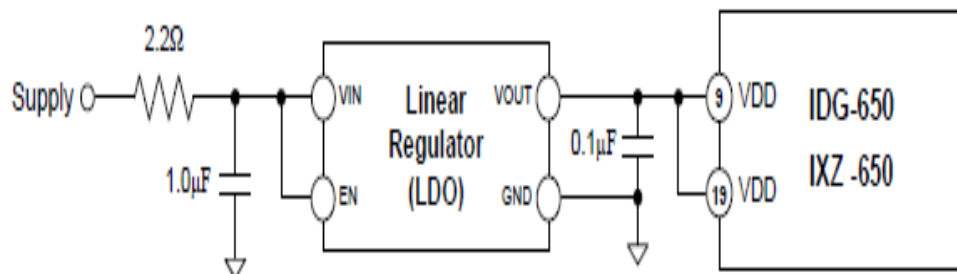 2.2Ω
Supply
1.0µF
VIN
EN
Linear
Regulator
(LDO)
VOUT
GND
0.1µF
9
VDD
19
VDD
IDG-650
IXZ -650